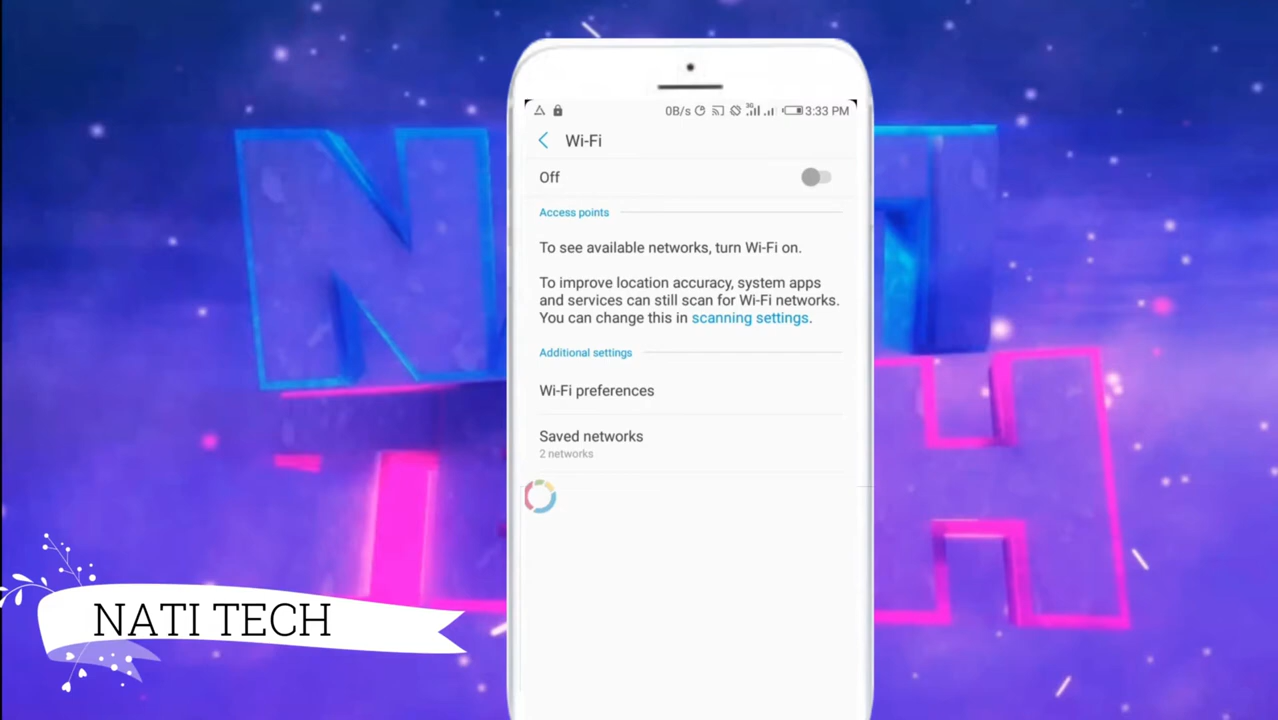 0B/s 3G 3:33 PM
Wi-Fi
Off
Access points
To see available networks, turn Wi-Fi on.
To improve location accuracy, system apps
and services can still scan for Wi-Fi networks.
You can change this in scanning settings.
Additional settings
Wi-Fi preferences
Saved networks
2 networks
NATI TECH